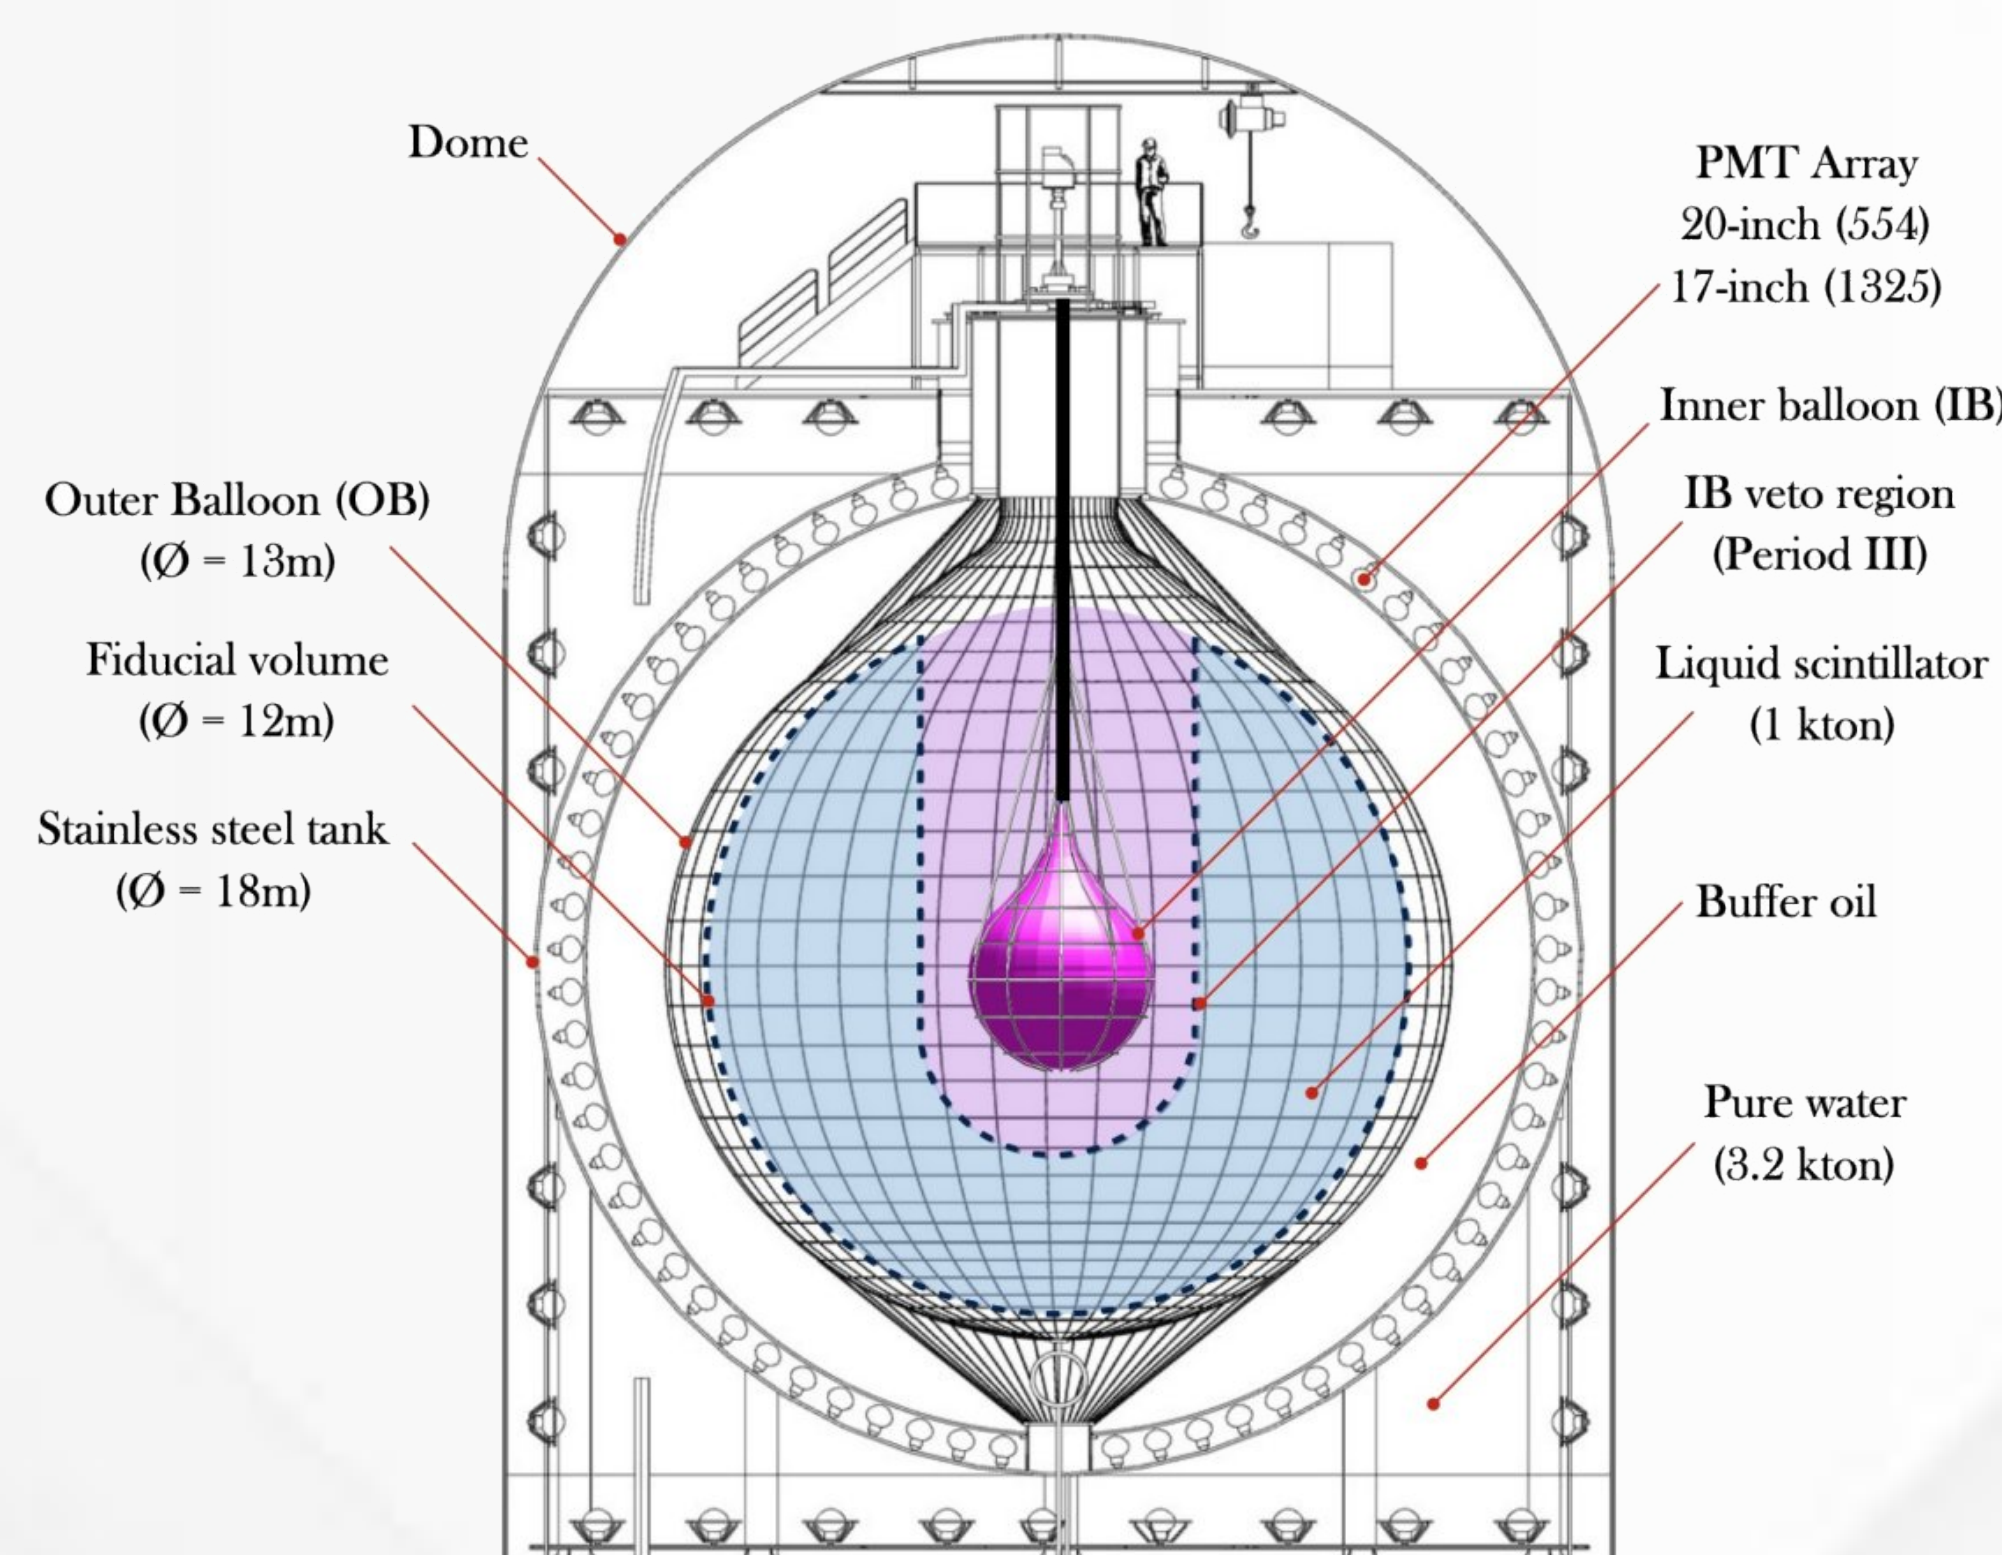 Dome
Outer Balloon (OB)
(Ø = 13m)
Fiducial volume
(Ø = 12m)
Stainless steel tank
(Ø = 18m)
PMT Array
20-inch (554)
17-inch (1325)
Inner balloon (IB)
IB veto region
(Period III)
Liquid scintillator
(1 kton)
Buffer oil
Pure water
(3.2 kton)